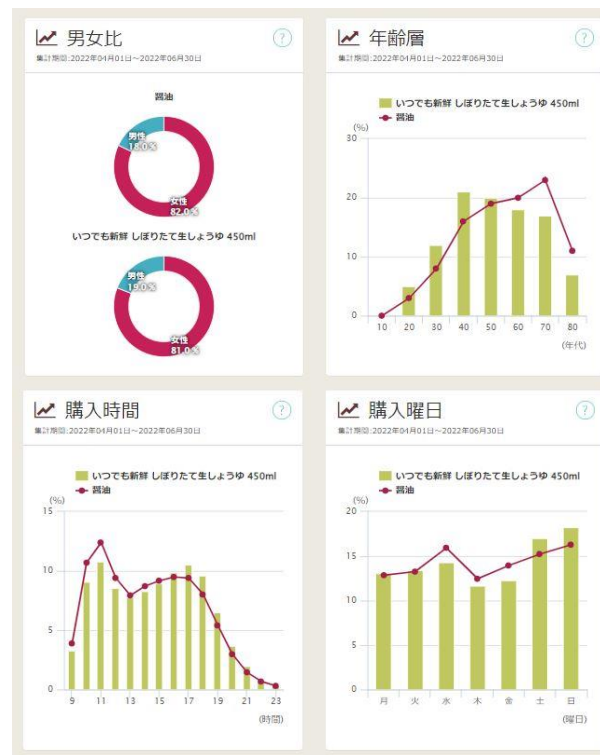 男女比
?
集計期間:2022年04月01日～2022年06月30日
醤油
男性
18.0%
女性
82.0%
いつでも新鮮 しぼりたて生しょうゆ 450ml
男性
19.0%
女性
81.0%
年齢層
?
集計期間:2022年04月01日～2022年06月30日
いつでも新鮮 しぼりたて生しょうゆ 450ml
醤油
(%)
30
20
10
0
10 20 30 40 50 60 70 80
(年代)
購入時間
?
集計期間:2022年04月01日～2022年06月30日
いつでも新鮮 しぼりたて生しょうゆ 450ml
醤油
(%)
15
10
5
0
9 11 13 15 17 19 21 23
(時間)
購入曜日
?
集計期間:2022年04月01日～2022年06月30日
いつでも新鮮 しぼりたて生しょうゆ 450ml
醤油
(%)
20
15
10
5
0
月 火 水 木 金 土 日
(曜日)